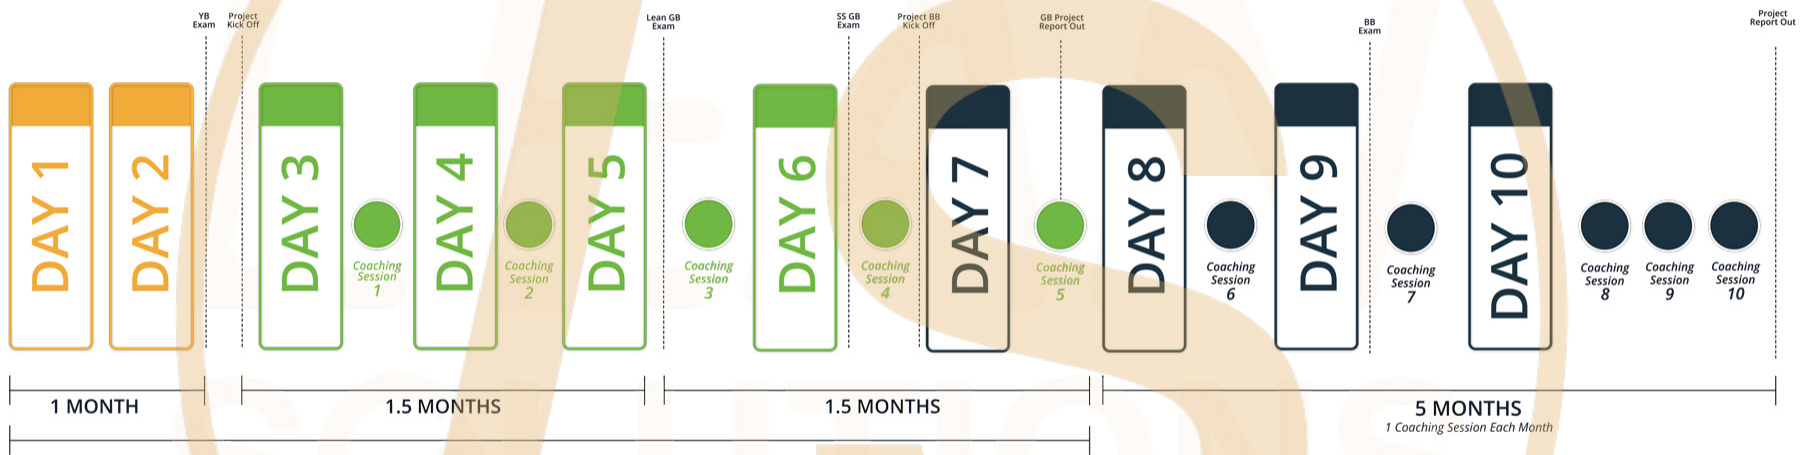 YB
Exam
Project
Kick Off
Lean GB
Exam
SS GB
Exam
Project BB
Kick Off
GB Project
Report Out
BB
Exam
Project
Report Out
DAY 1
DAY 2
DAY 3
Coaching
Session
1
DAY 4
Coaching
Session
2
DAY 5
Coaching
Session
3
DAY 6
Coaching
Session
4
DAY 7
Coaching
Session
5
DAY 8
Coaching
Session
6
DAY 9
Coaching
Session
7
DAY 10
Coaching
Session
8
Coaching
Session
9
Coaching
Session
10
1 MONTH
1.5 MONTHS
1.5 MONTHS
5 MONTHS
1 Coaching Session Each Month
SOLUTIONS